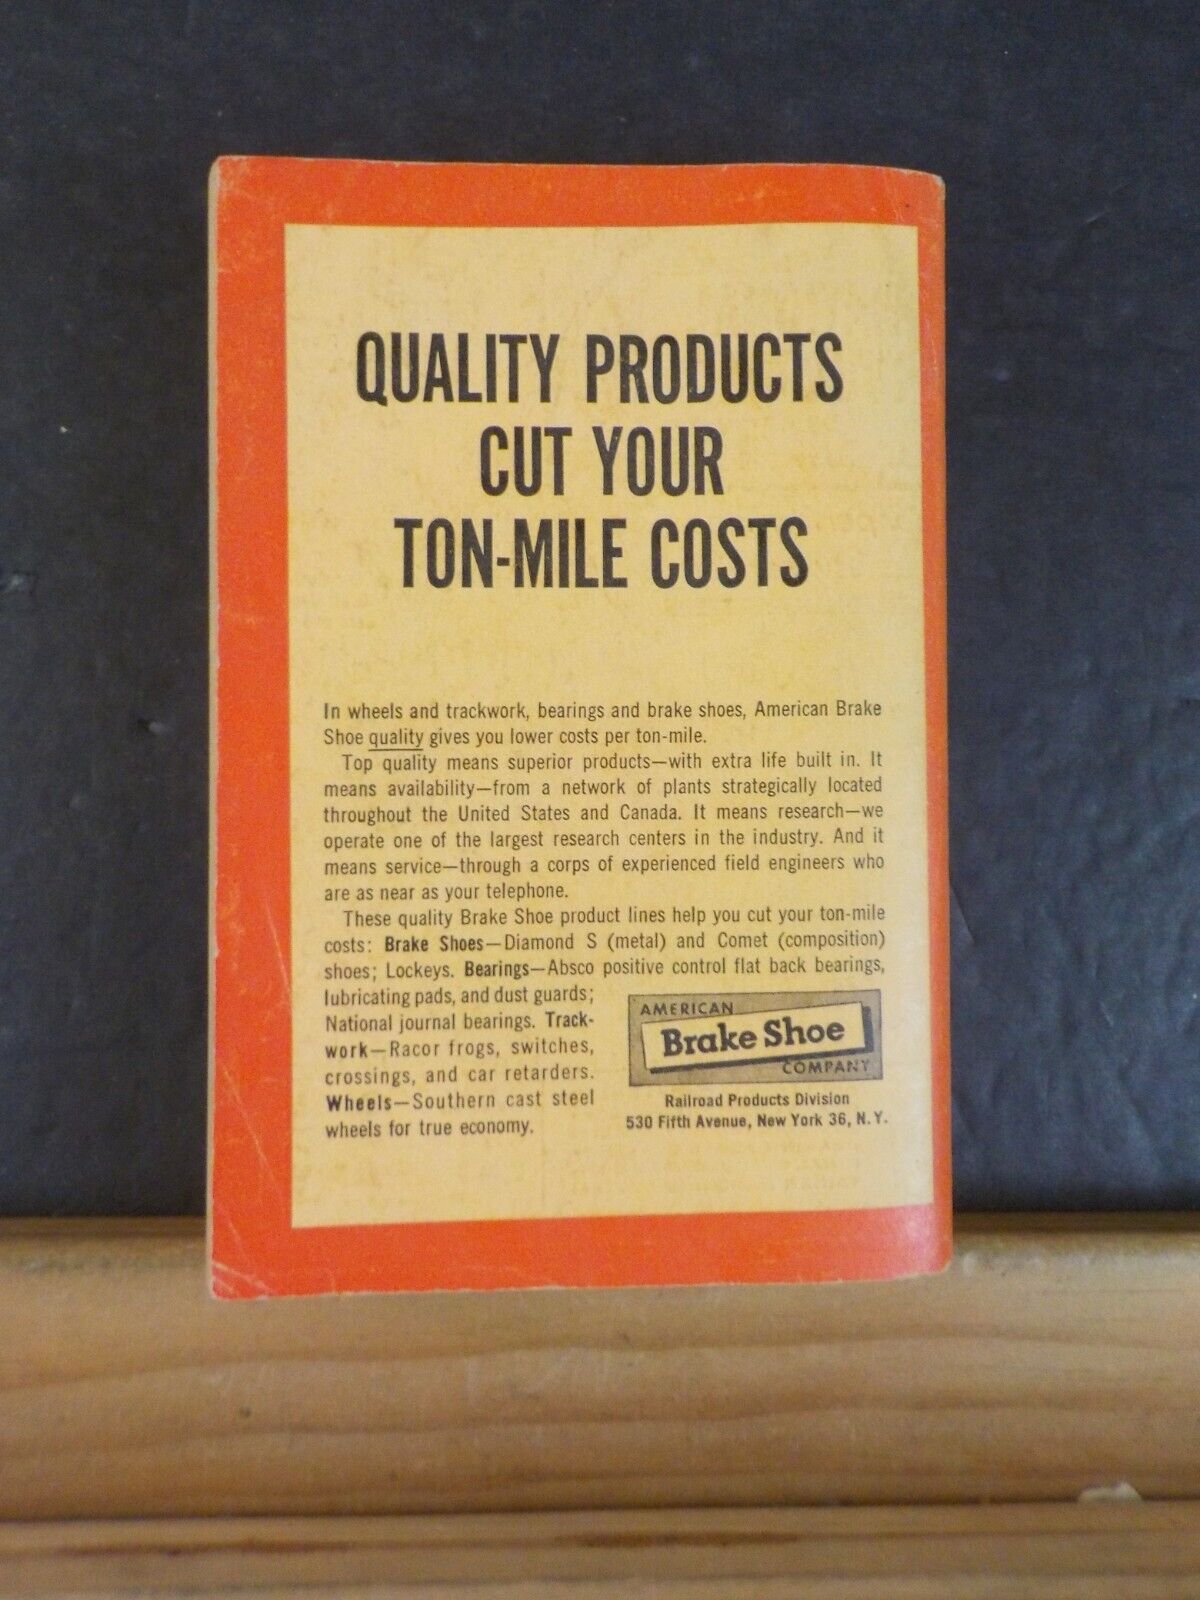 QUALITY PRODUCTS
CUT YOUR
TON-MILE COSTS
In wheels and trackwork, bearings and brake shoes, American Brake
Shoe quality gives you lower costs per ton-mile.
Top quality means superior products—with extra life built in. It
means availability—from a network of plants strategically located
throughout the United States and Canada. It means research—we
operate one of the largest research centers in the industry. And it
means service—through a corps of experienced field engineers who
are as near as your telephone.
These quality Brake Shoe product lines help you cut your ton-mile
costs: Brake Shoes—Diamond S (metal) and Comet (composition)
shoes; Lockeys. Bearings—Absco positive control flat back bearings,
lubricating pads, and dust guards;
National journal bearings. Track-
work—Racor frogs, switches,
crossings, and car retarders.
Wheels—Southern cast steel
wheels for true economy.
AMERICAN
Brake Shoe
COMPANY
Railroad Products Division
530 Fifth Avenue, New York 36, N.Y.